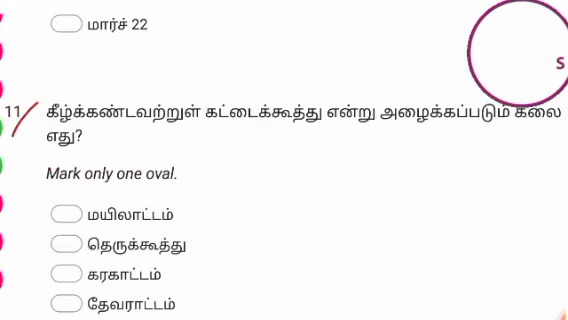 மார்ச் 22
S
11 கீழ்க்கண்டவற்றுள் கட்டைக்கூத்து என்று அழைக்கப்படும் கலை
எது?
Mark only one oval.
மயிலாட்டம்
தெருக்கூத்து
கரகாட்டம்
தேவராட்டம்